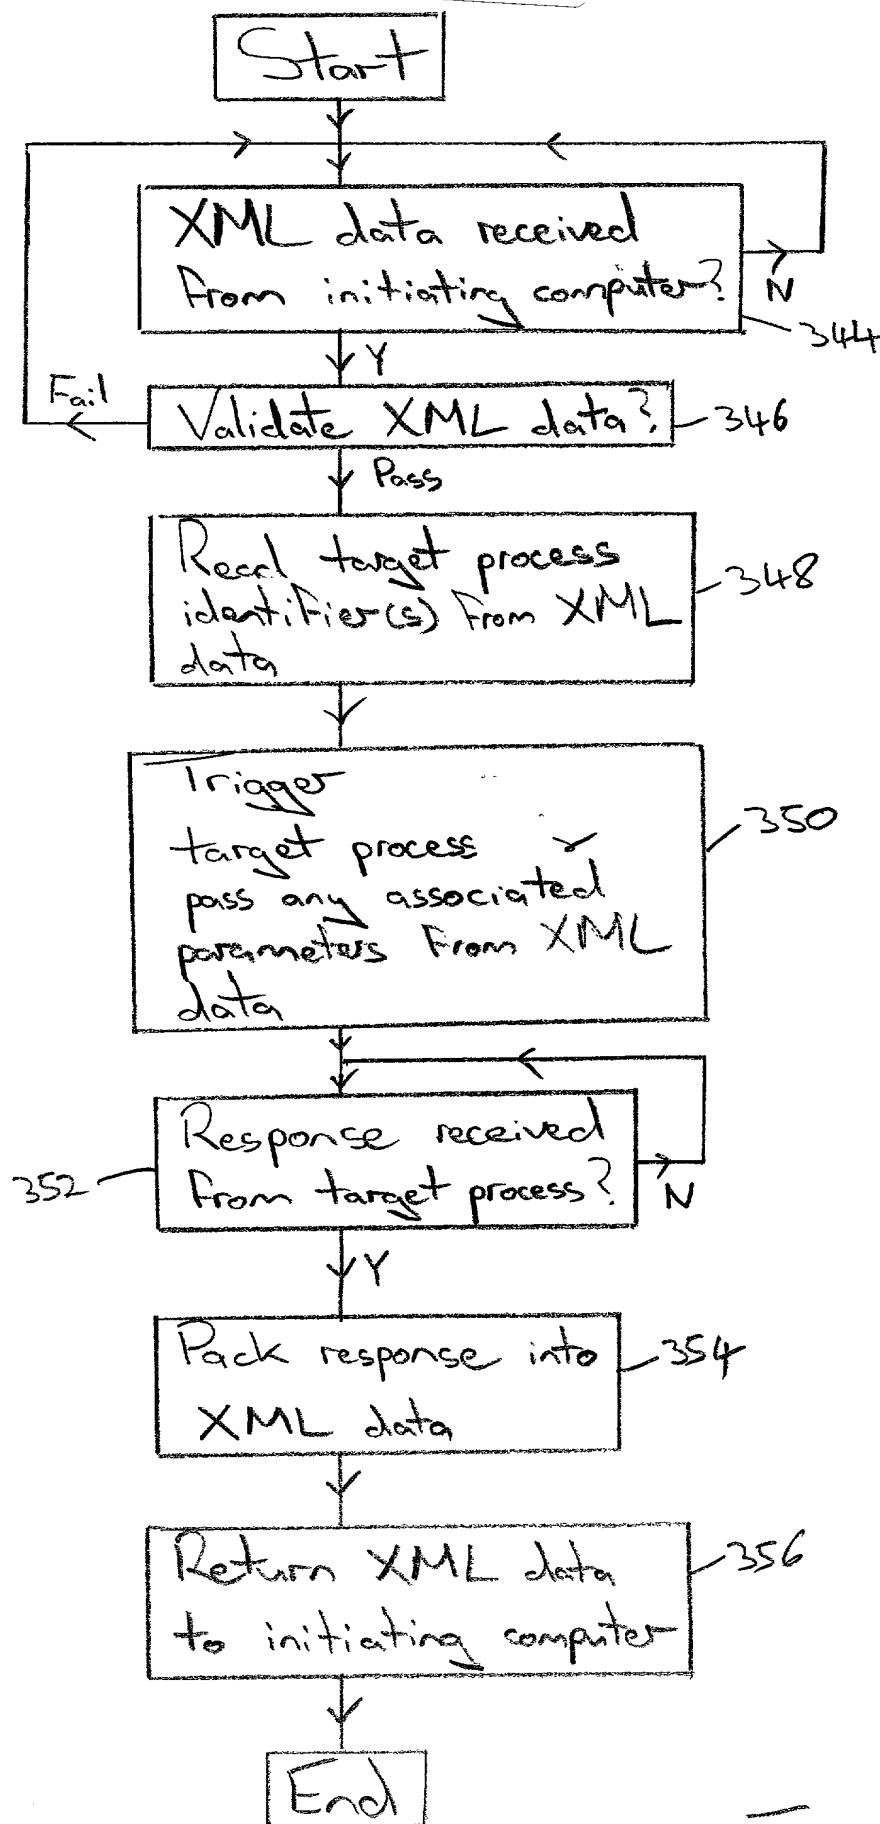 Start
XML data received
from initiating computer?
N
344
Y
Fail
Validate XML data?
346
Pass
Read target process
identifier(s) from XML
data
348
Trigger
target process
pass any associated
parameters from XML
data
350
Response received
from target process?
352
N
Y
Pack response into
XML data
354
Return XML data
to initiating computer
356
End